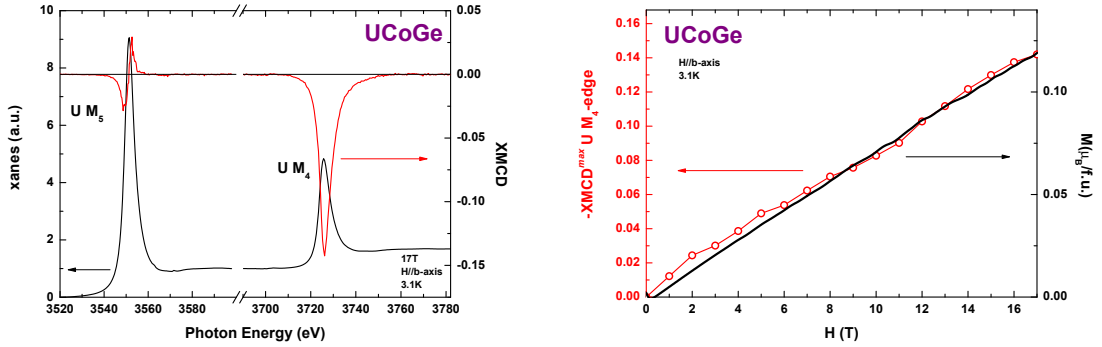 UCoGe
xanes (a.u.)
10
8
6
4
2
0
U M5
U M4
17T
H//b-axis
3.1K
0.05
0.00
-0.05
-0.10
-0.15
XMCD
3520 3540 3560 3700 3720 3740 3760 3780
Photon Energy (eV)
UCoGe
H//b-axis
3.1K
-XMCD^max U M4-edge
0.16
0.14
0.12
0.10
0.08
0.06
0.04
0.02
0.00
0.10
0.05
0.00
M(μB/f.u.)
0 2 4 6 8 10 12 14 16
H (T)